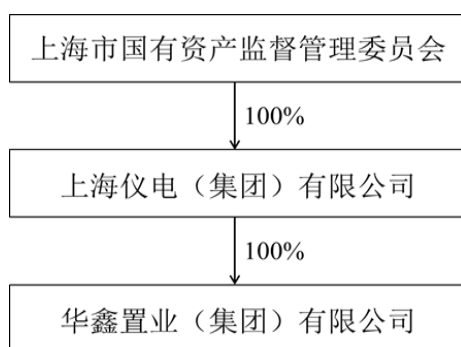 上海市国有资产监督管理委员会
100%
上海仪电（集团）有限公司
100%
华鑫置业（集团）有限公司